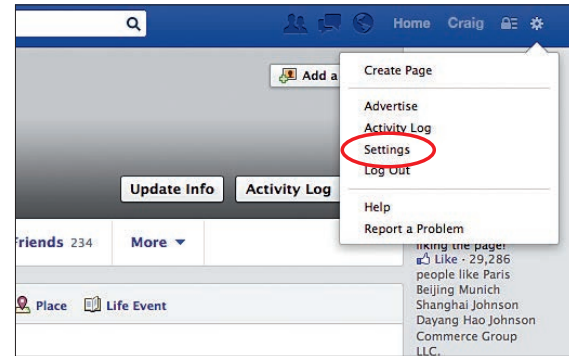 Home Craig
Add a
Create Page
Advertise
Activity Log
Settings
Log Out
Help
Report a Problem
Update Info Activity Log
Friends 234 More
liking the page!
Like · 29,286
people like Paris
Beijing Munich
Shanghai Johnson
Dayang Hao Johnson
Commerce Group
LLC.
Place Life Event